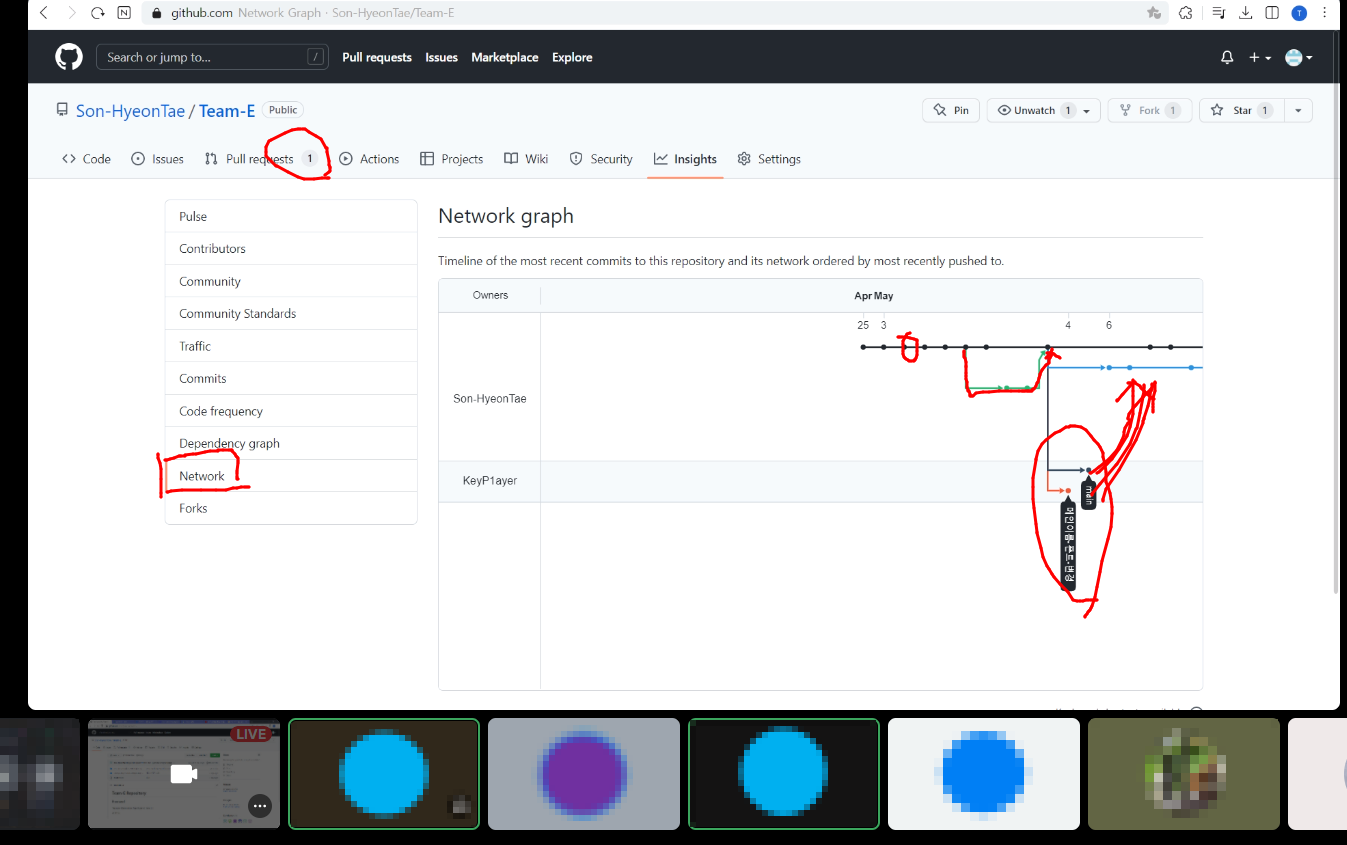 github.com Network Graph · Son-HyeonTae/Team-E
Search or jump to... /
Pull requests Issues Marketplace Explore
Son-HyeonTae / Team-E Public
Pin Unwatch 1 Fork 1 Star 1
Code Issues Pull requests 1 Actions Projects Wiki Security Insights Settings
Pulse
Contributors
Community
Community Standards
Traffic
Commits
Code frequency
Dependency graph
Network
Forks
Network graph
Timeline of the most recent commits to this repository and its network ordered by most recently pushed to.
Owners
Apr May
25 3 4 6
Son-HyeonTae
KeyP1ayer
main
LIVE